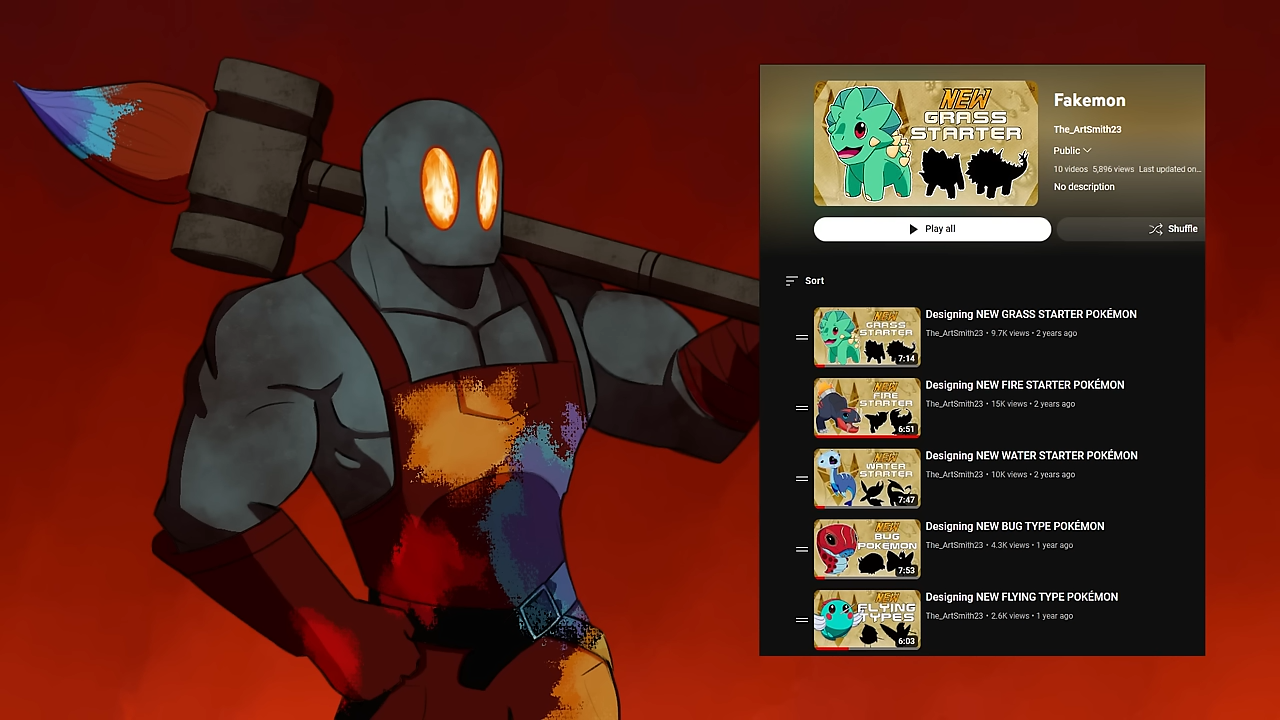 NEW
GRASS
STARTER
Fakemon
The_ArtSmith23
Public
10 videos 5,896 views Last updated on...
No description
Play all
Shuffle
Sort
NEW
GRASS
STARTER
7:14
Designing NEW GRASS STARTER POKÉMON
The_ArtSmith23 • 9.7K views • 2 years ago
NEW
FIRE
STARTER
6:51
Designing NEW FIRE STARTER POKÉMON
The_ArtSmith23 • 15K views • 2 years ago
NEW
WATER
STARTER
7:47
Designing NEW WATER STARTER POKÉMON
The_ArtSmith23 • 10K views • 2 years ago
NEW
BUG
POKEMON
7:53
Designing NEW BUG TYPE POKÉMON
The_ArtSmith23 • 4.3K views • 1 year ago
NEW
FLYING
TYPES
6:03
Designing NEW FLYING TYPE POKÉMON
The_ArtSmith23 • 2.6K views • 1 year ago